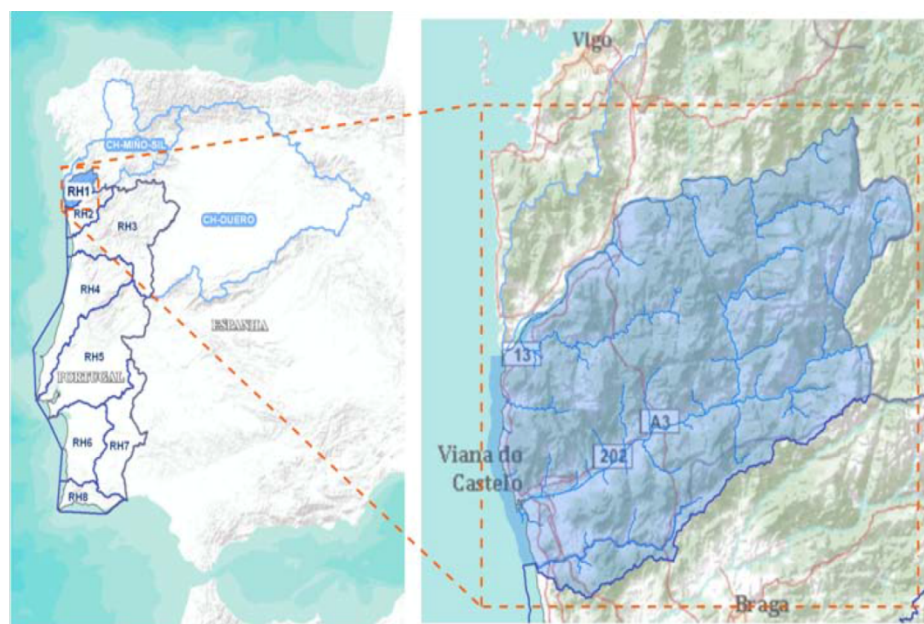 CH-MIÑO-SIL
RH1
RH2
RH3
CH-DUERO
RH4
ESPANHA
RH5
PORTUGAL
RH6
RH7
RH8
Vigo
13
A3
202
Viana do
Castelo
Braga